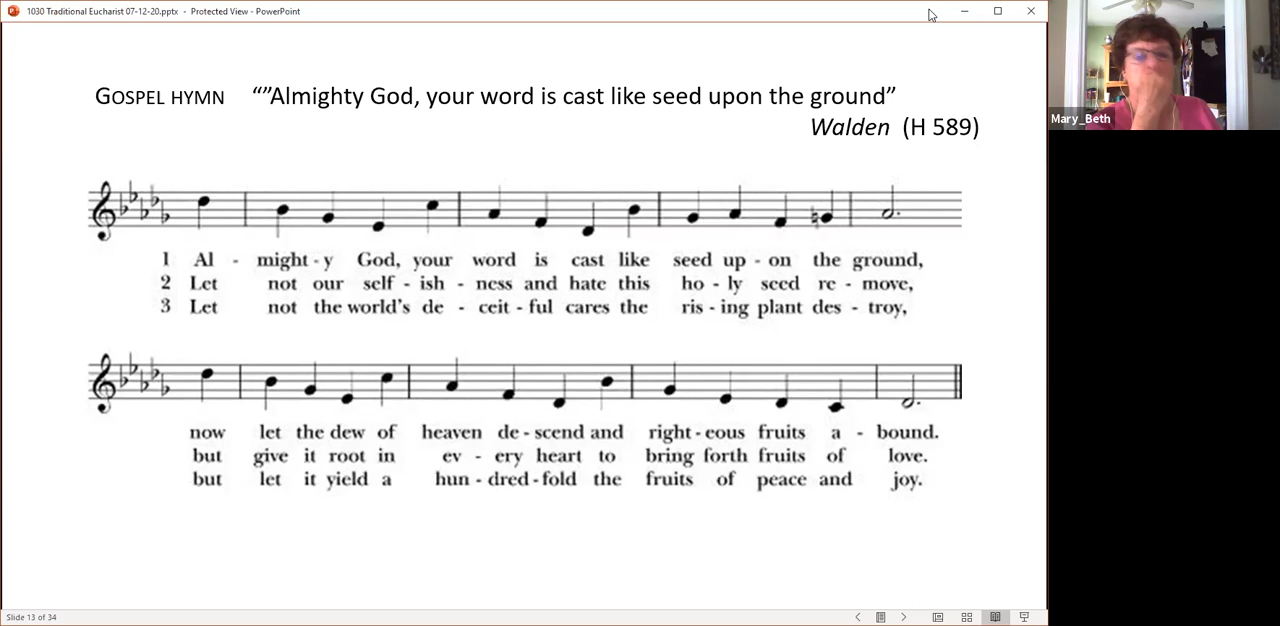 1030 Traditional Eucharist 07-12-20.pptx - Protected View - PowerPoint
GOSPEL HYMN “”Almighty God, your word is cast like seed upon the ground”
Walden (H 589)
1 Al - might - y God, your word is cast like seed up - on the ground,
2 Let not our self - ish - ness and hate this ho - ly seed re - move,
3 Let not the world's de - ceit - ful cares the ris - ing plant des - troy,
now let the dew of heaven de - scend and right - eous fruits a - bound.
but give it root in ev - ery heart to bring forth fruits of love.
but let it yield a hun - dred - fold the fruits of peace and joy.
Slide 13 of 34
Mary_Beth